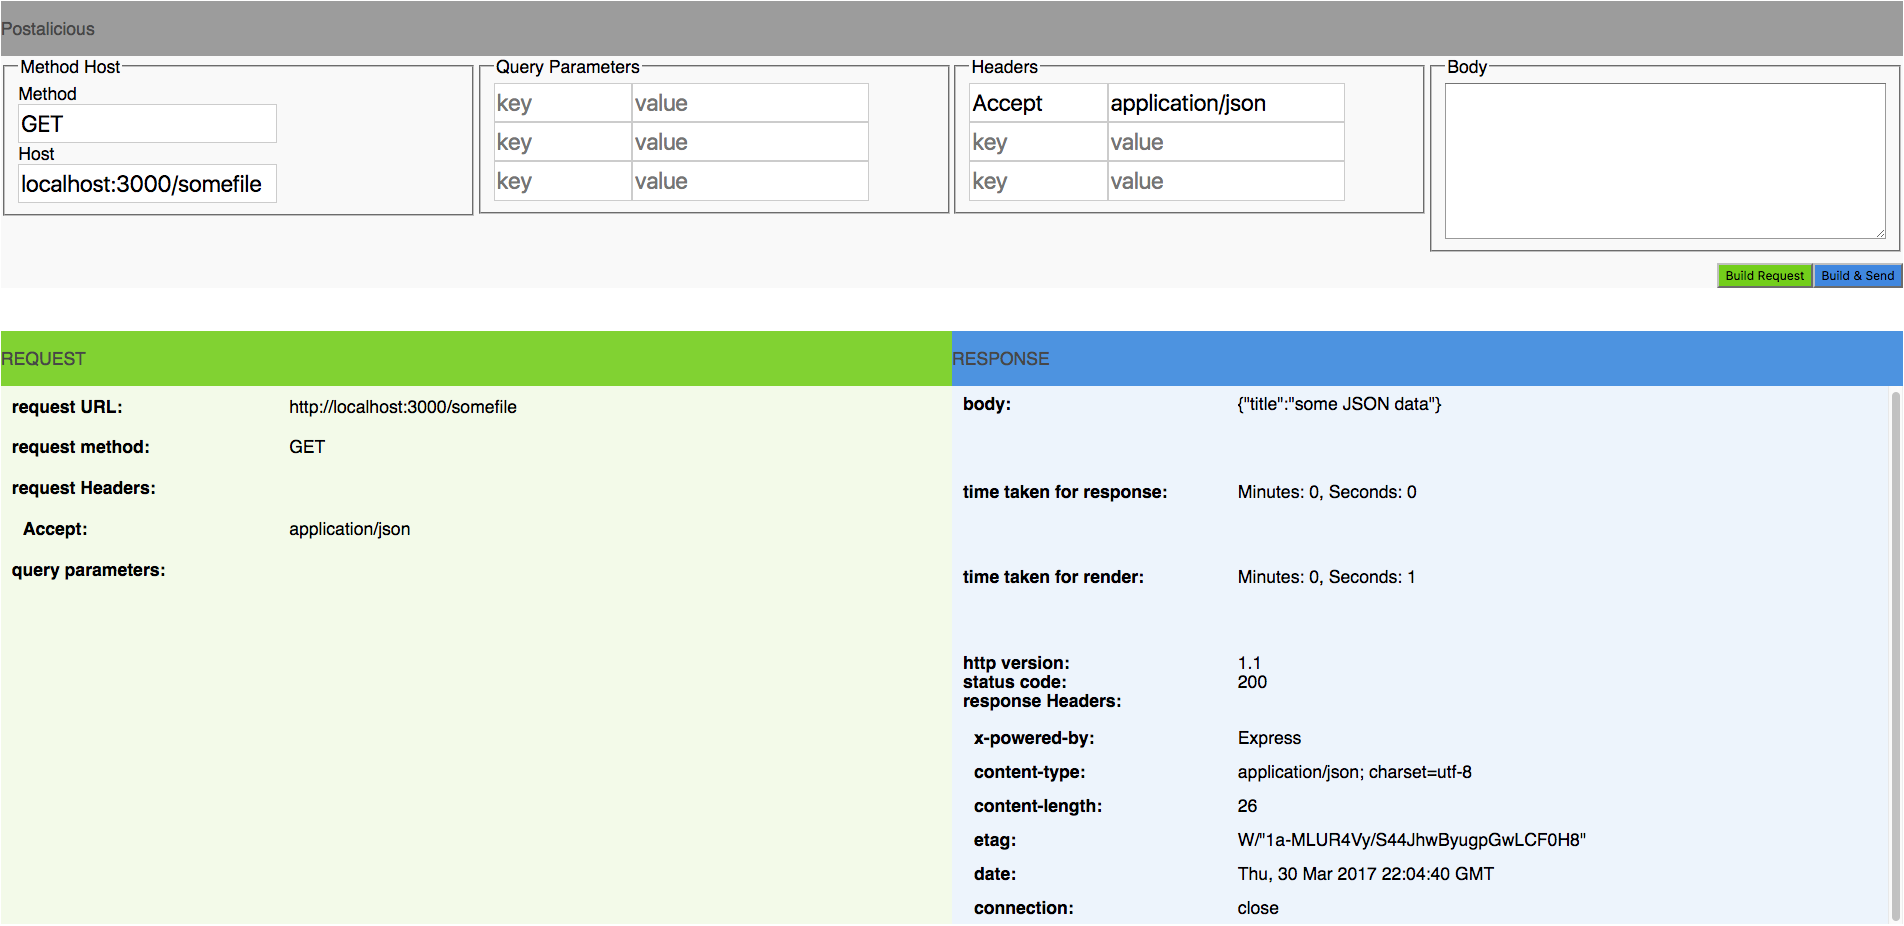 Postalicious
Method Host
Method
GET
Host
localhost:3000/somefile
Query Parameters
key value
key value
key value
Headers
Accept application/json
key value
key value
Body
Build Request Build & Send
REQUEST
request URL: http://localhost:3000/somefile
request method: GET
request Headers:
Accept: application/json
query parameters:
RESPONSE
body: {"title":"some JSON data"}
time taken for response: Minutes: 0, Seconds: 0
time taken for render: Minutes: 0, Seconds: 1
http version: 1.1
status code: 200
response Headers:
x-powered-by: Express
content-type: application/json; charset=utf-8
content-length: 26
etag: W/"1a-MLUR4Vy/S44JhwByugpGwLCF0H8"
date: Thu, 30 Mar 2017 22:04:40 GMT
connection: close